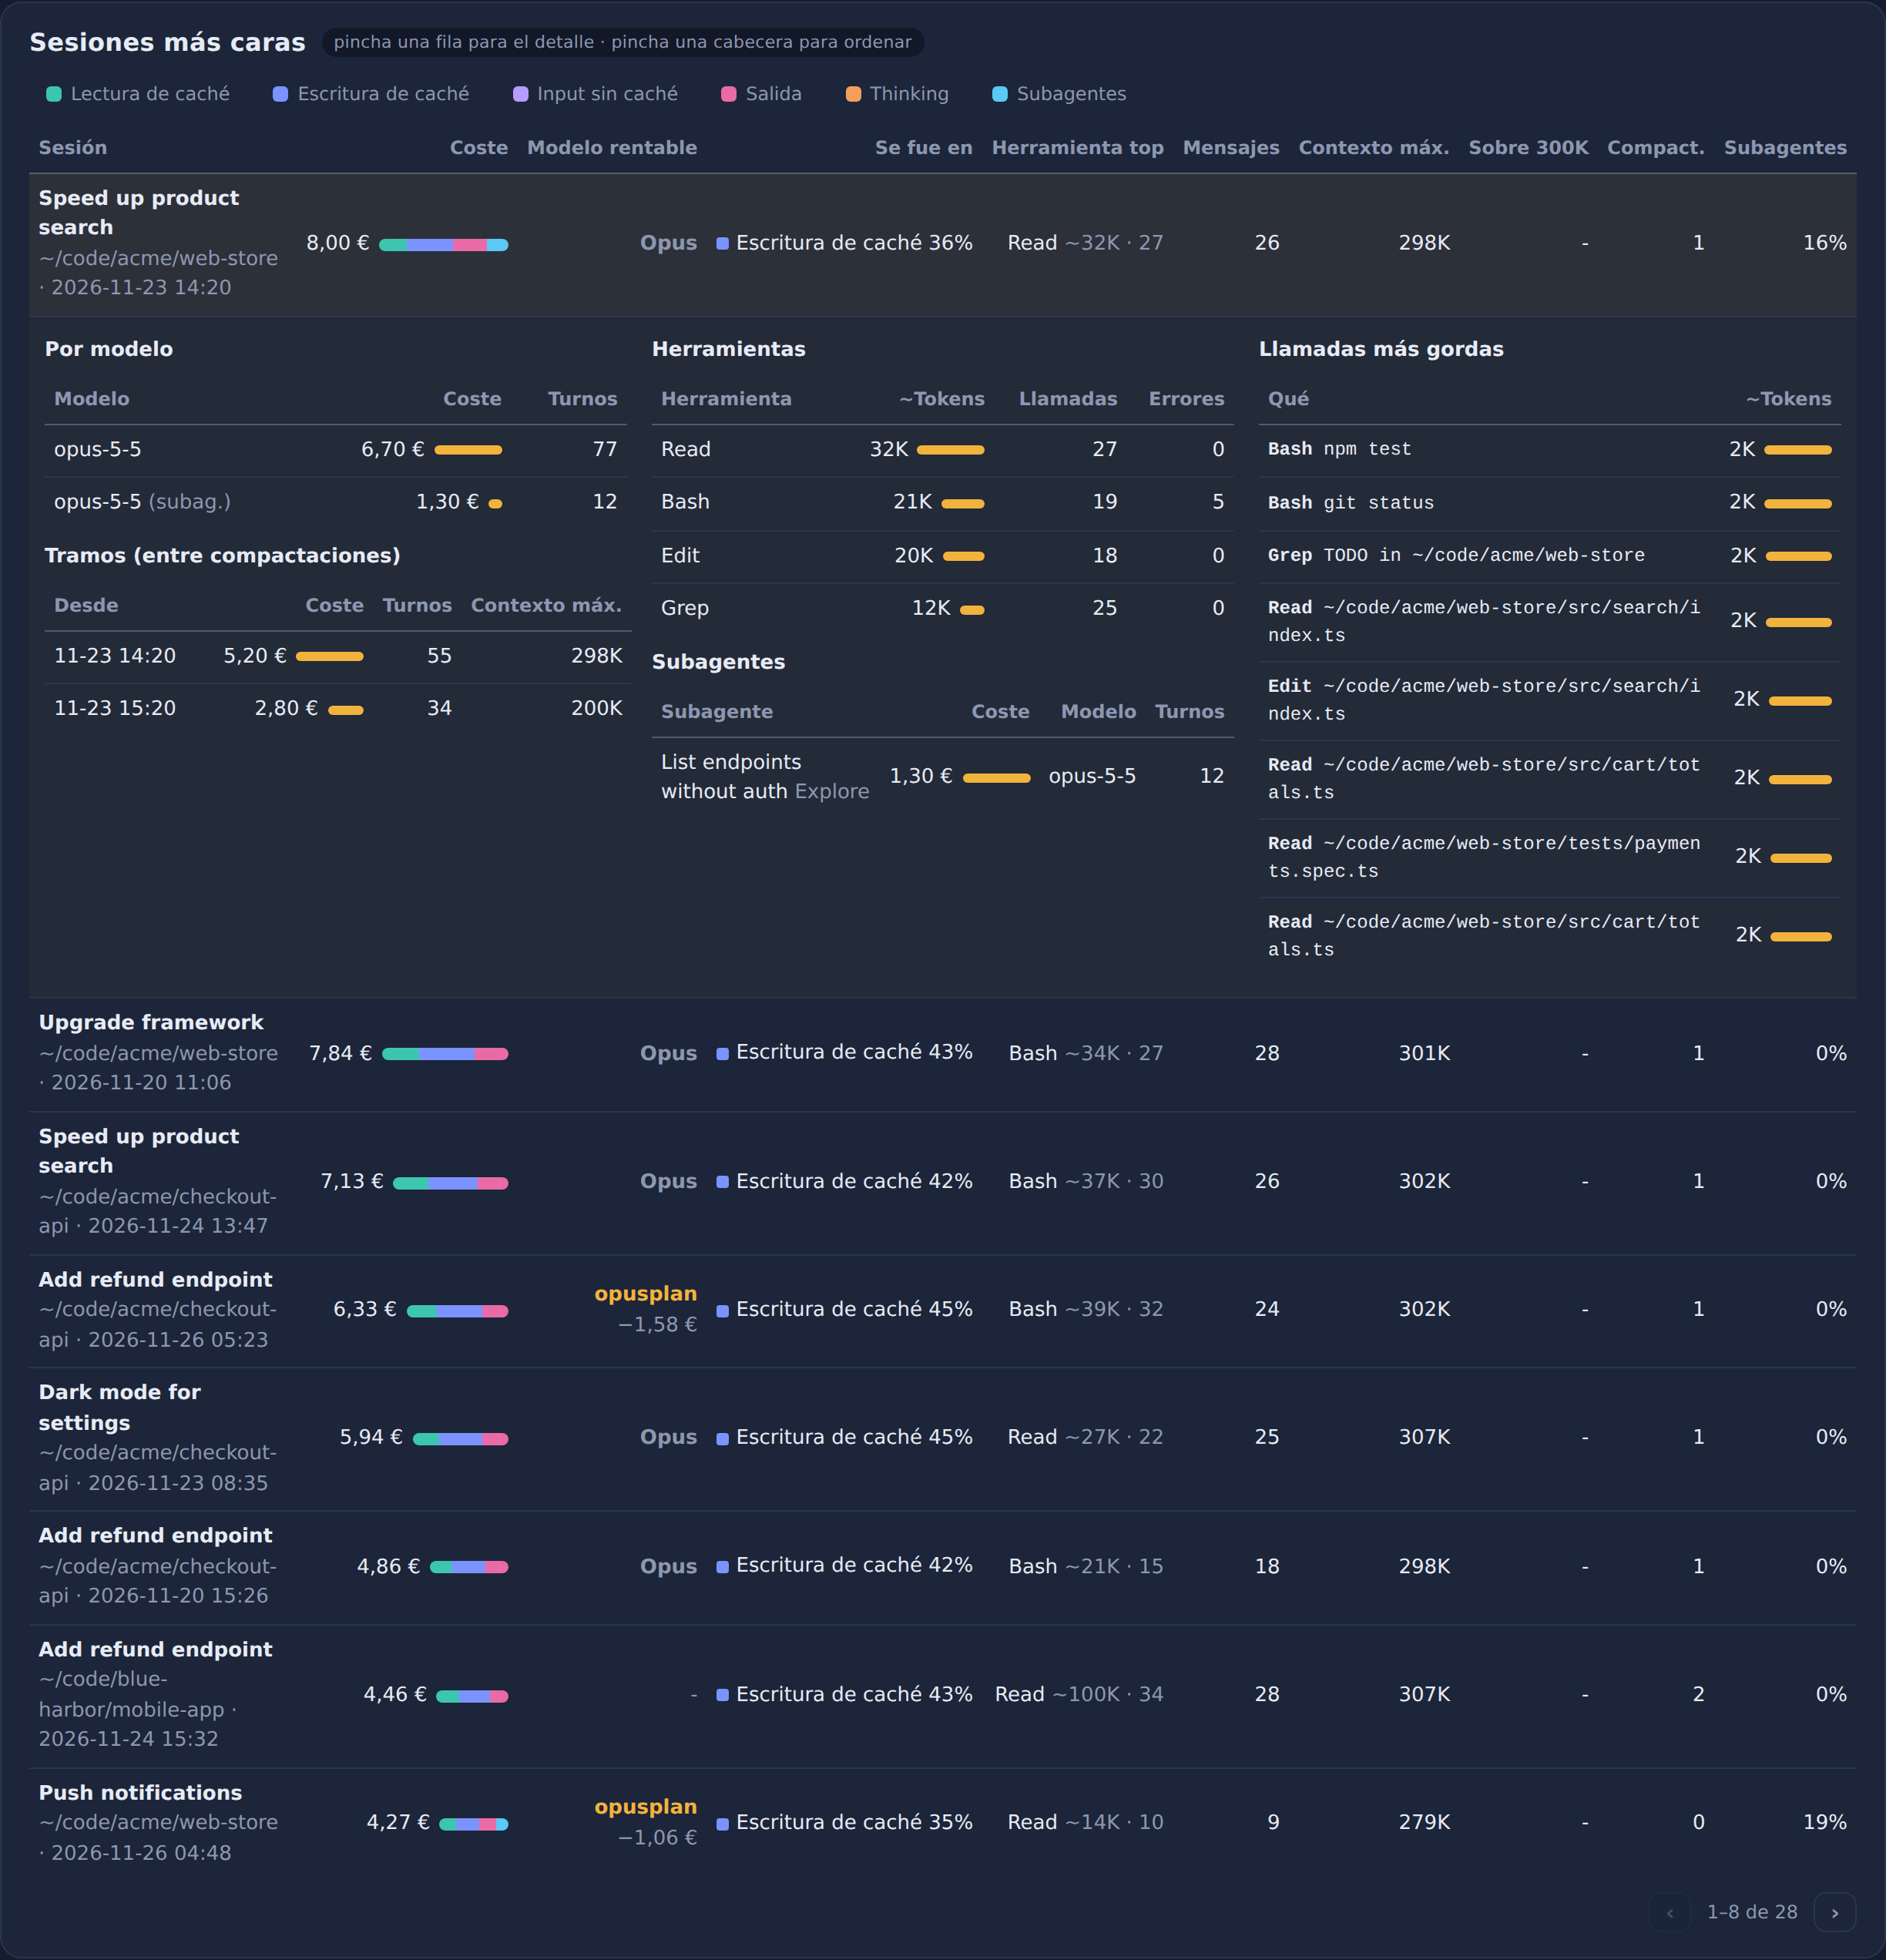 Sesiones más caras pincha una fila para el detalle · pincha una cabecera para ordenar
Lectura de caché Escritura de caché Input sin caché Salida Thinking Subagentes
Sesión Coste Modelo rentable Se fue en Herramienta top Mensajes Contexto máx. Sobre 300K Compact. Subagentes
Speed up product
search
~/code/acme/web-store
· 2026-11-23 14:20
8,00 € Opus Escritura de caché 36% Read ~32K · 27 26 298K - 1 16%
Por modelo
Modelo Coste Turnos
opus-5-5 6,70 € 77
opus-5-5 (subag.) 1,30 € 12
Tramos (entre compactaciones)
Desde Coste Turnos Contexto máx.
11-23 14:20 5,20 € 55 298K
11-23 15:20 2,80 € 34 200K
Herramientas
Herramienta ~Tokens Llamadas Errores
Read 32K 27 0
Bash 21K 19 5
Edit 20K 18 0
Grep 12K 25 0
Subagentes
Subagente Coste Modelo Turnos
List endpoints
without auth Explore
1,30 € opus-5-5 12
Llamadas más gordas
Qué ~Tokens
Bash npm test 2K
Bash git status 2K
Grep TODO in ~/code/acme/web-store 2K
Read ~/code/acme/web-store/src/search/i
ndex.ts
2K
Edit ~/code/acme/web-store/src/search/i
ndex.ts
2K
Read ~/code/acme/web-store/src/cart/tot
als.ts
2K
Read ~/code/acme/web-store/tests/paymen
ts.spec.ts
2K
Read ~/code/acme/web-store/src/cart/tot
als.ts
2K
Upgrade framework
~/code/acme/web-store
· 2026-11-20 11:06
7,84 € Opus Escritura de caché 43% Bash ~34K · 27 28 301K - 1 0%
Speed up product
search
~/code/acme/checkout-
api · 2026-11-24 13:47
7,13 € Opus Escritura de caché 42% Bash ~37K · 30 26 302K - 1 0%
Add refund endpoint
~/code/acme/checkout-
api · 2026-11-26 05:23
6,33 € opusplan
−1,58 €
Escritura de caché 45% Bash ~39K · 32 24 302K - 1 0%
Dark mode for
settings
~/code/acme/checkout-
api · 2026-11-23 08:35
5,94 € Opus Escritura de caché 45% Read ~27K · 22 25 307K - 1 0%
Add refund endpoint
~/code/acme/checkout-
api · 2026-11-20 15:26
4,86 € Opus Escritura de caché 42% Bash ~21K · 15 18 298K - 1 0%
Add refund endpoint
~/code/blue-
harbor/mobile-app ·
2026-11-24 15:32
4,46 € - Escritura de caché 43% Read ~100K · 34 28 307K - 2 0%
Push notifications
~/code/acme/web-store
· 2026-11-26 04:48
4,27 € opusplan
−1,06 €
Escritura de caché 35% Read ~14K · 10 9 279K - 0 19%
‹ 1–8 de 28 ›